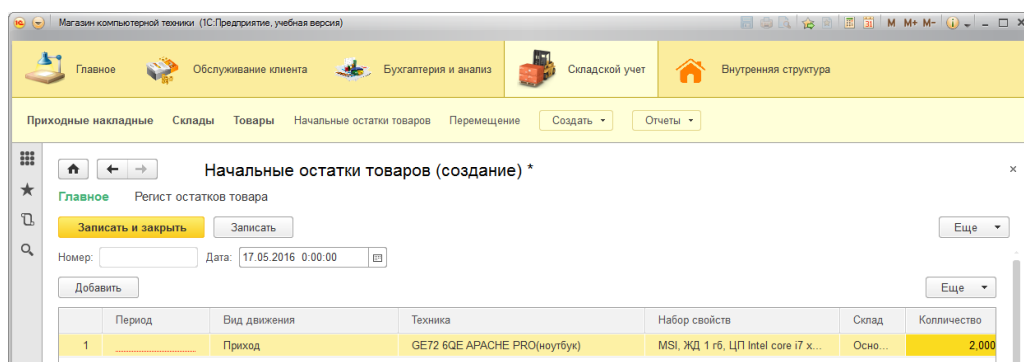 Магазин компьютерной техники (1С:Предприятие, учебная версия)
M M+ M-
Главное Обслуживание клиента Бухгалтерия и анализ Складской учет Внутренняя структура
Приходные накладные Склады Товары Начальные остатки товаров Перемещение Создать Отчеты
Начальные остатки товаров (создание) *
Главное Регист остатков товара
Записать и закрыть Записать Еще
Номер: Дата: 17.05.2016 0:00:00
Добавить Еще
Период Вид движения Техника Набор свойств Склад Колличество
1 Приход GE72 6QE APACHE PRO(ноутбук) MSI, ЖД 1 гб, ЦП Intel core i7 x... Осно... 2,000